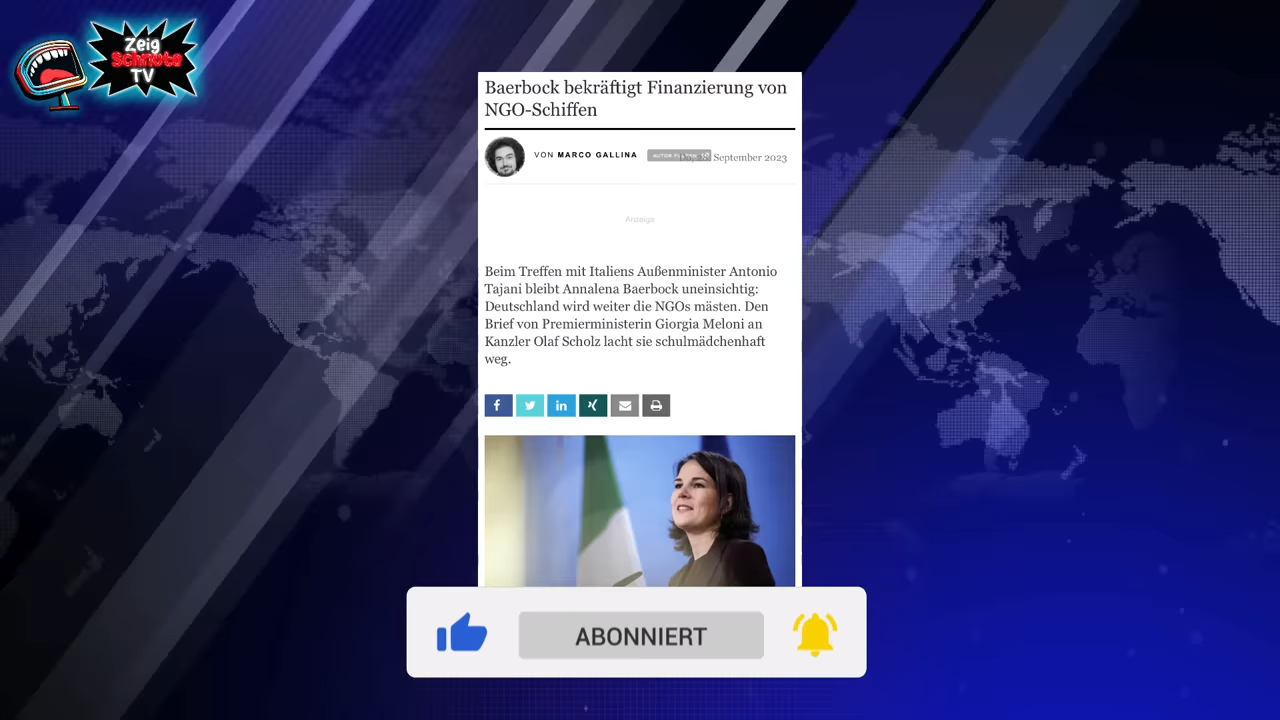 Zeig
Schnute
TV
Baerbock bekräftigt Finanzierung von
NGO-Schiffen
VON MARCO GALLINA
September 2023
Anzeige
Beim Treffen mit Italiens Außenminister Antonio
Tajani bleibt Annalena Baerbock uneinsichtig:
Deutschland wird weiter die NGOs mästen. Den
Brief von Premierministerin Giorgia Meloni an
Kanzler Olaf Scholz lacht sie schulmädchenhaft
weg.
ABONNIERT